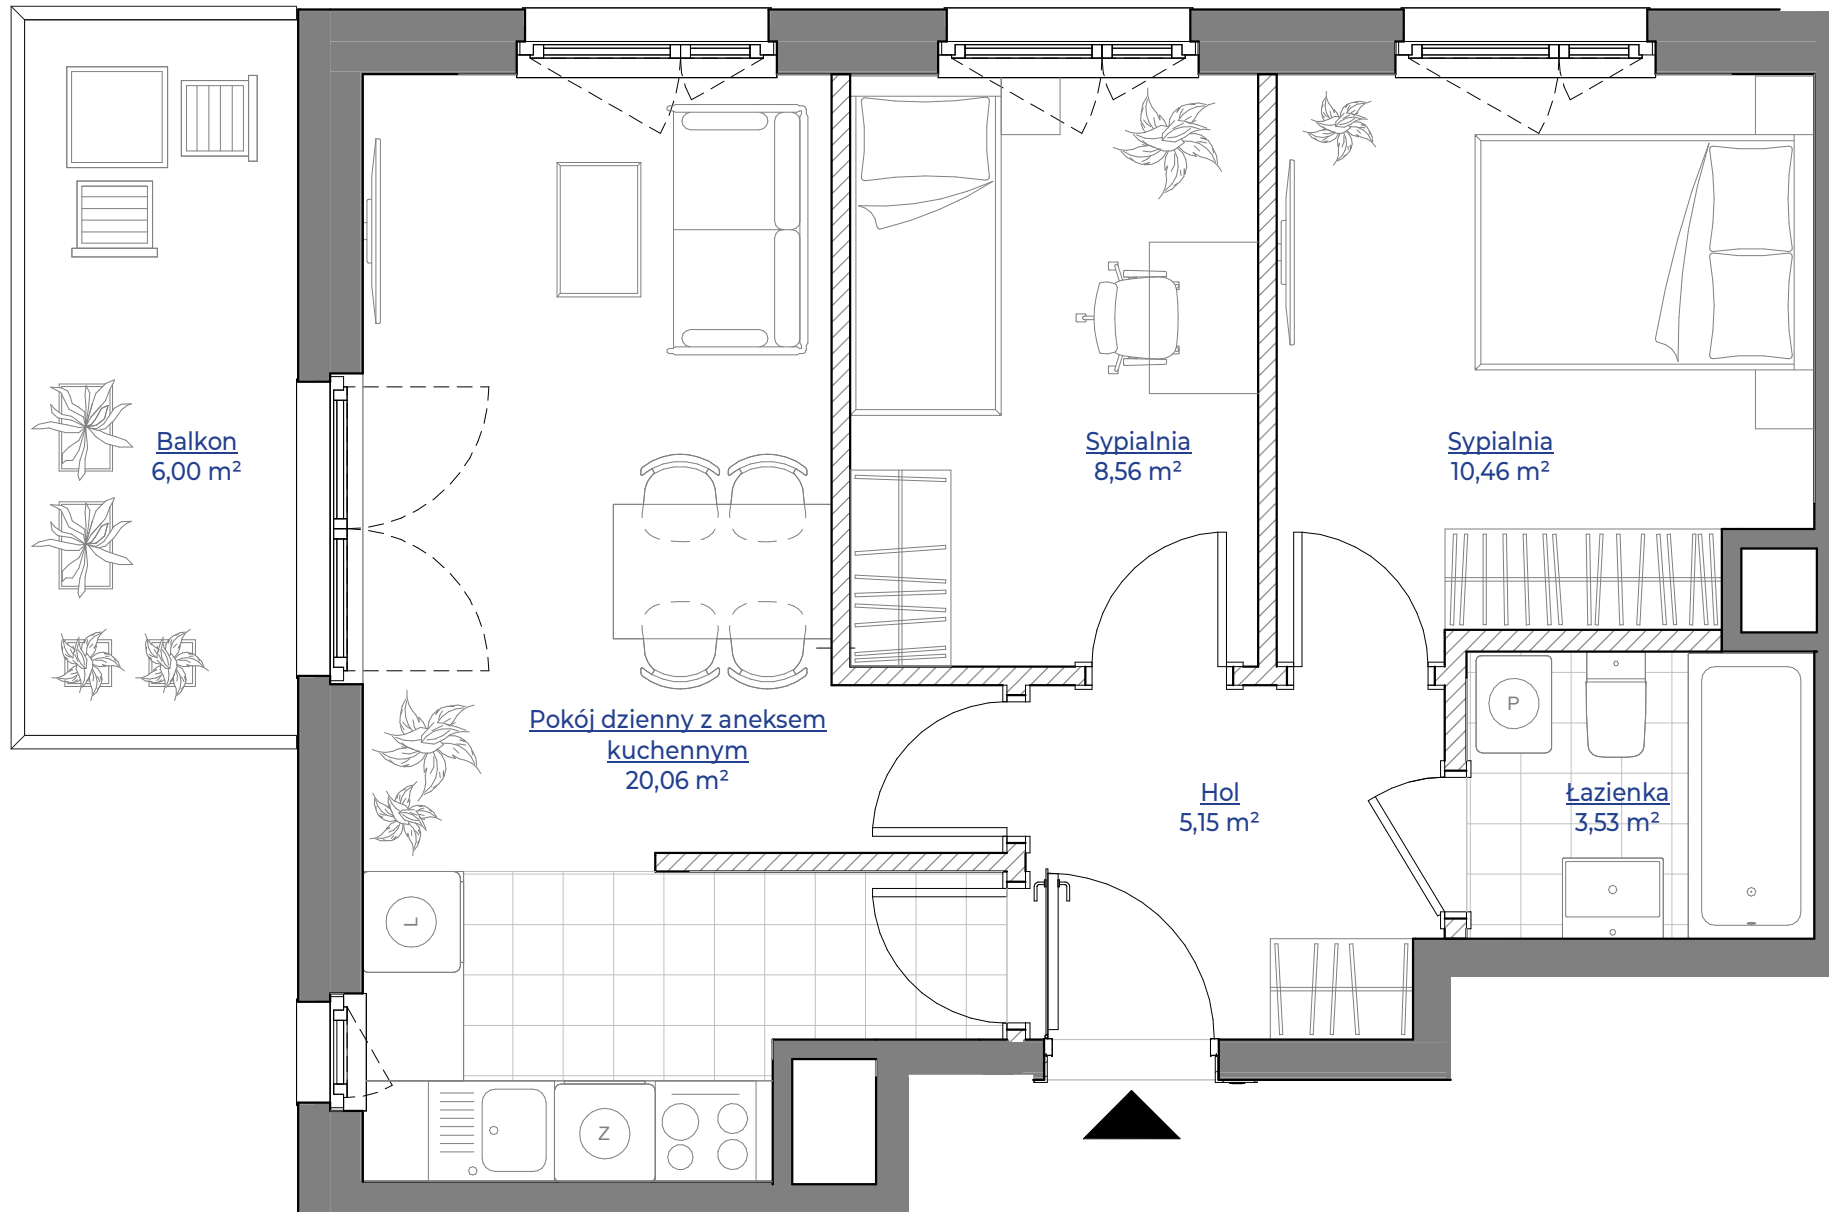 Balkon
6,00 m²
Sypialnia
8,56 m²
Sypialnia
10,46 m²
Pokój dzienny z aneksem
kuchennym
20,06 m²
Hol
5,15 m²
Łazienka
3,53 m²
P
L
Z